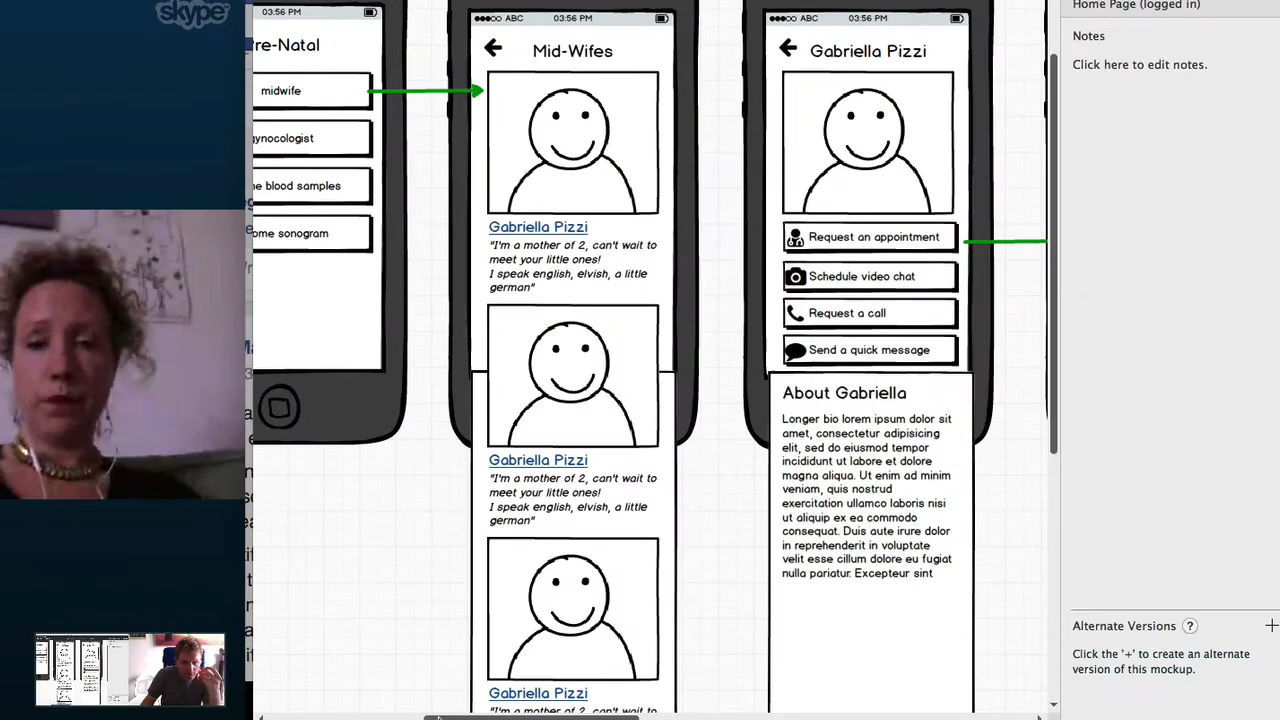 skype
03:56 PM
re-Natal
midwife
gynocologist
e blood samples
ome sonogram
ABC 03:56 PM
Mid-Wifes
Gabriella Pizzi
"I'm a mother of 2, can't wait to
meet your little ones!
I speak english, elvish, a little
german"
Gabriella Pizzi
"I'm a mother of 2, can't wait to
meet your little ones!
I speak english, elvish, a little
german"
Gabriella Pizzi
"I'm a mother of 2, can't wait to
ABC 03:56 PM
Gabriella Pizzi
Request an appointment
Schedule video chat
Request a call
Send a quick message
About Gabriella
Longer bio lorem ipsum dolor sit
amet, consectetur adipisicing
elit, sed do eiusmod tempor
incididunt ut labore et dolore
magna aliqua. Ut enim ad minim
veniam, quis nostrud
exercitation ullamco laboris nisi
ut aliquip ex ea commodo
consequat. Duis aute irure dolor
in reprehenderit in voluptate
velit esse cillum dolore eu fugiat
nulla pariatur. Excepteur sint
Home Page (logged in)
Notes
Click here to edit notes.
Alternate Versions ? +
Click the '+' to create an alternate
version of this mockup.